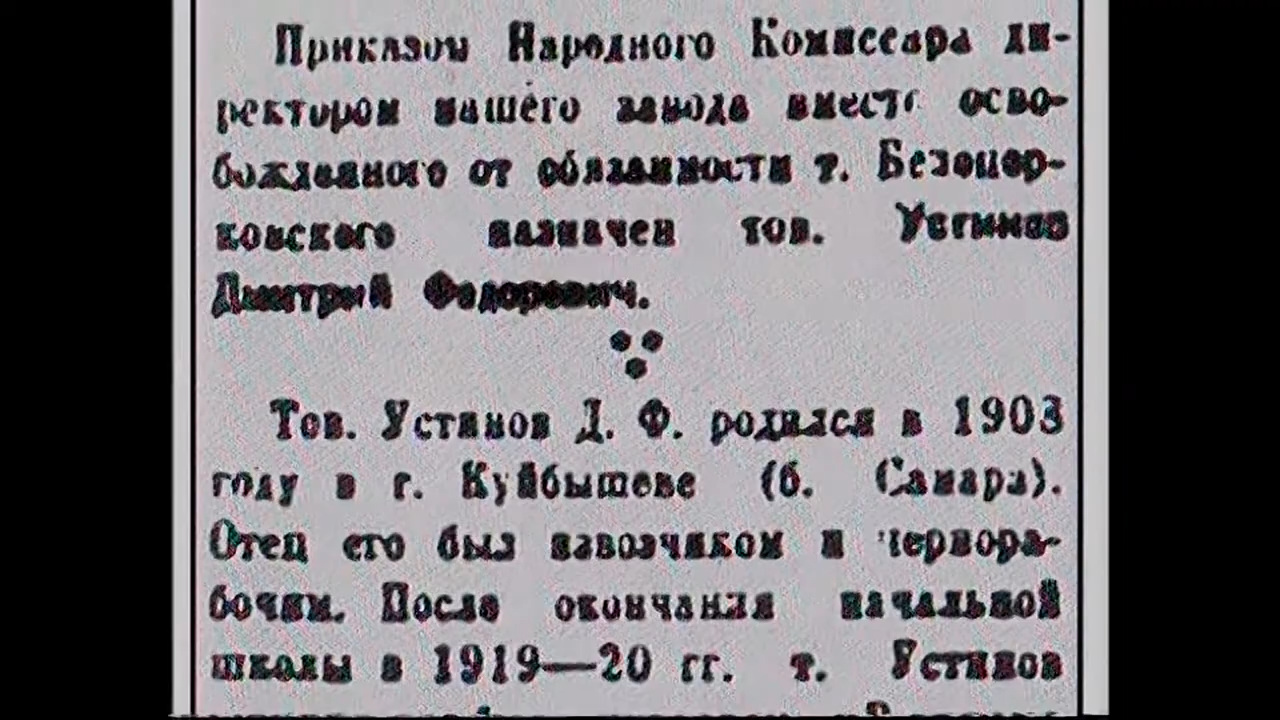 Приказом Народного Комиссара ди-
ректором нашего завода вместо осво-
божденного от обязанности т. Безоцер-
ковского назначен тов. Устинов
Дмитрий Федорович.
Тов. Устинов Д. Ф. родился в 1903
году в г. Куйбышеве (б. Самара).
Отец его был извозчиком и чернора-
бочим. После окончания начальной
школы в 1919—20 гг. т. Устинов